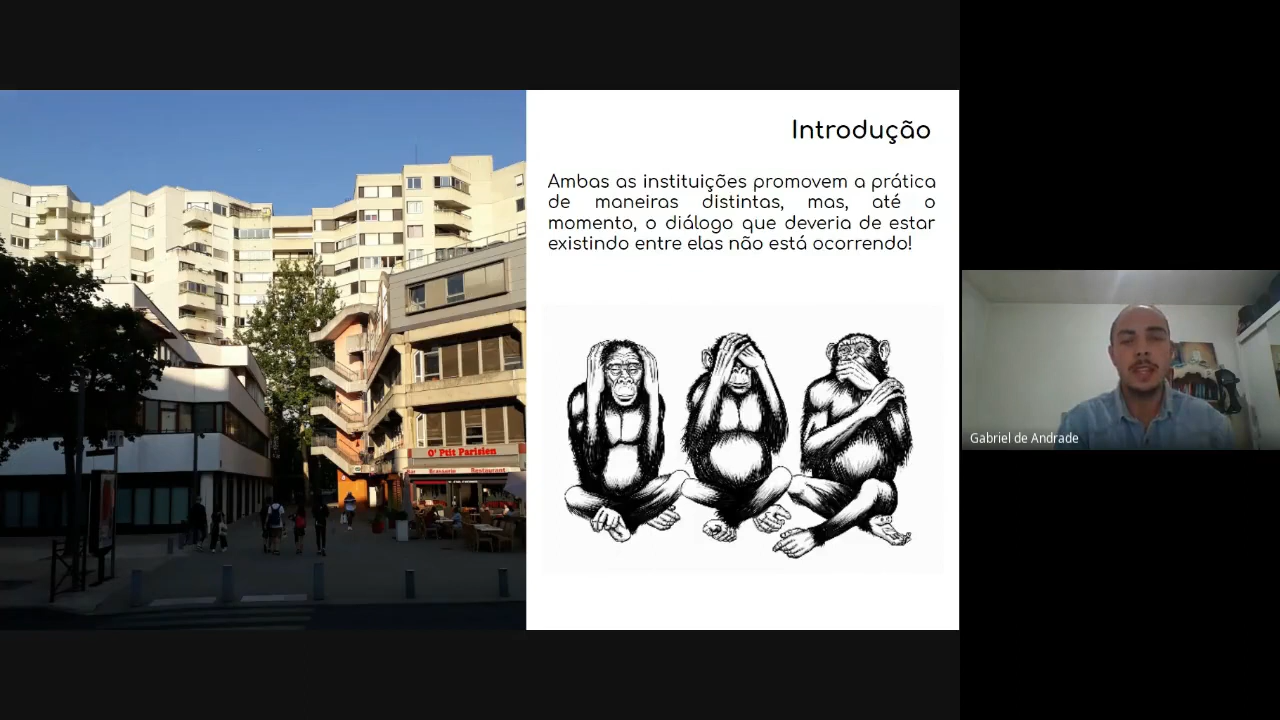 Introdução
Ambas as instituições promovem a prática
de maneiras distintas, mas, até o
momento, o diálogo que deveria de estar
existindo entre elas não está ocorrendo!
O' Ptit Parisien
Bar Brasserie Restaurant
Gabriel de Andrade